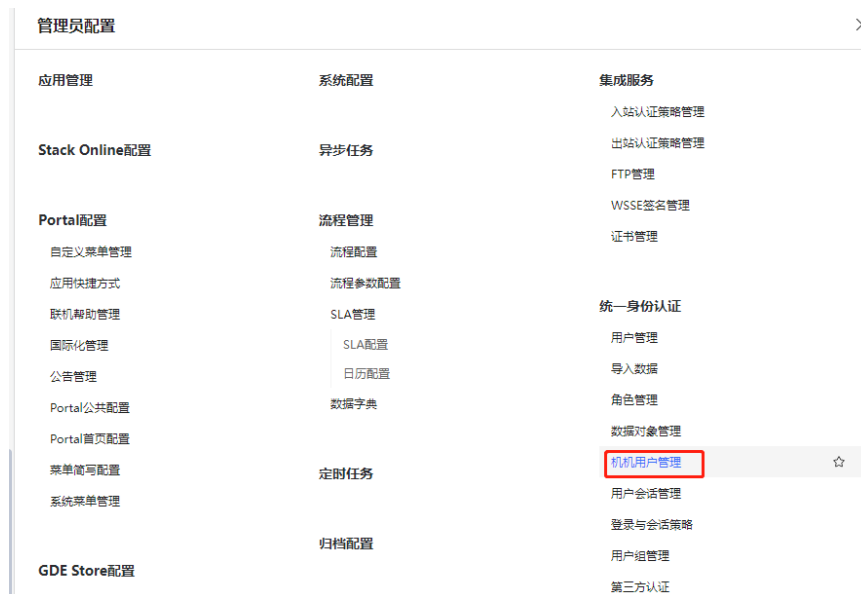 管理员配置
应用管理
Stack Online配置
Portal配置
自定义菜单管理
应用快捷方式
联机帮助管理
国际化管理
公告管理
Portal公共配置
Portal首页配置
菜单简写配置
系统菜单管理
GDE Store配置
系统配置
异步任务
流程管理
流程配置
流程参数配置
SLA管理
SLA配置
日历配置
数据字典
定时任务
归档配置
集成服务
入站认证策略管理
出站认证策略管理
FTP管理
WSSE签名管理
证书管理
统一身份认证
用户管理
导入数据
角色管理
数据对象管理
机机用户管理
用户会话管理
登录与会话策略
用户组管理
第三方认证